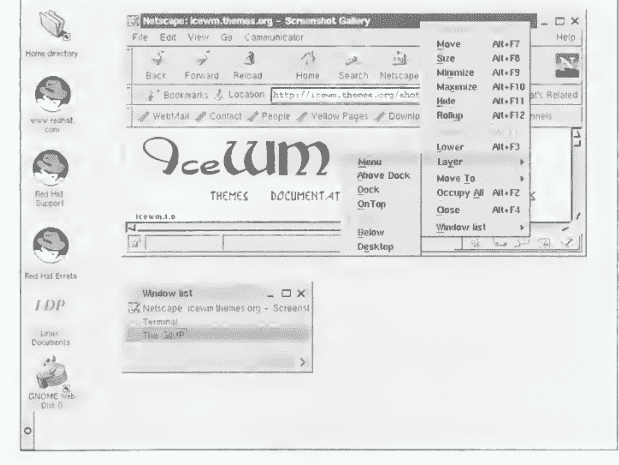 Home directory
www.redhat.
com
Red Hat
Support
Red Hat Errata
LDP
Linux
Documents
GNOME Web
Disk 0
Netscape: icewm.themes.org - Screenshot Gallery
File Edit View Go Communicator Help
Back Forward Reload Home Search Netscape
Bookmarks Location http://icewm.themes.org/shot at's Related
WebMail Contact People Yellow Pages Downlo nnels
IceWM
THEMES DOCUMENTAT S
icewm.t.o
Move Alt+F7
Size Alt+F8
Minimize Alt+F9
Maximize Alt+F10
Hide Alt+F11
Rollup Alt+F12
Lower Alt+F3
Layer
Move To
Occupy All Alt+F2
Close Alt+F4
Window list
Menu
Above Dock
Dock
OnTop
Below
Desktop
Window list
Netscape icewm.themes.org - Screensl
Terminal
The GIMP